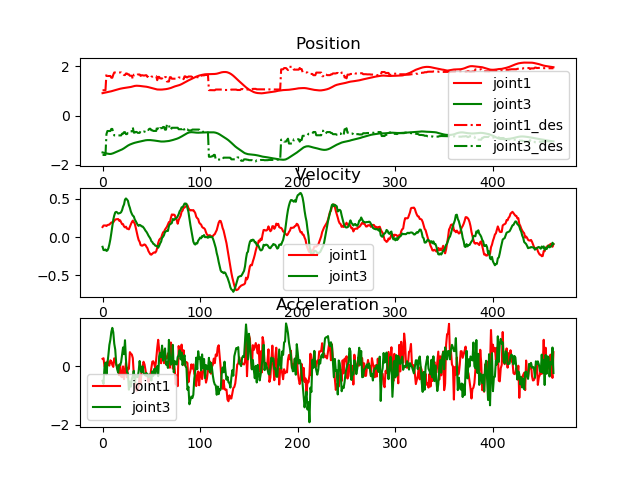 Position
2
0
−2
joint1
joint3
joint1_des
joint3_des
0 100 200 300 400
Velocity
0.5
0.0
−0.5
joint1
joint3
0 100 200 300 400
Acceleration
0
−2
joint1
joint3
0 100 200 300 400